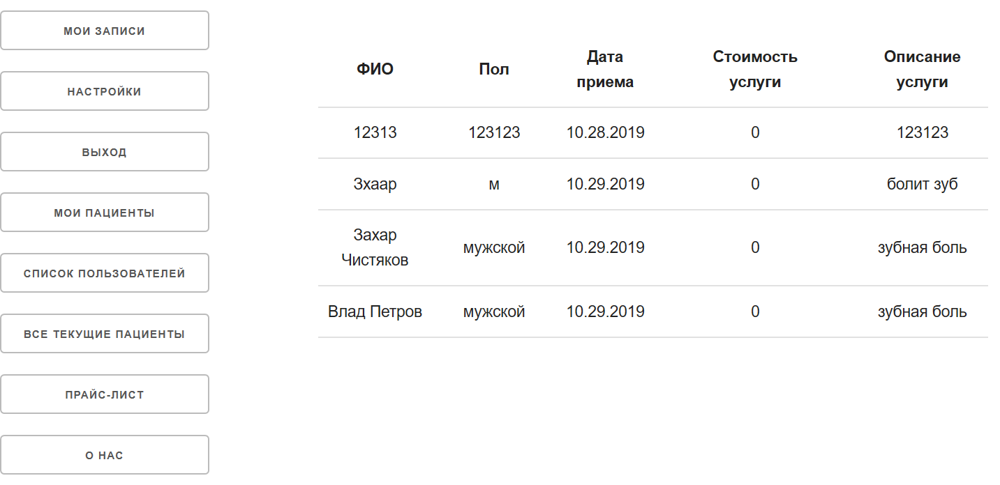 МОИ ЗАПИСИ
НАСТРОЙКИ
ВЫХОД
МОИ ПАЦИЕНТЫ
СПИСОК ПОЛЬЗОВАТЕЛЕЙ
ВСЕ ТЕКУЩИЕ ПАЦИЕНТЫ
ПРАЙС-ЛИСТ
О НАС
ФИО Пол Дата приема Стоимость услуги Описание услуги
12313 123123 10.28.2019 0 123123
Зхаар м 10.29.2019 0 болит зуб
Захар Чистяков мужской 10.29.2019 0 зубная боль
Влад Петров мужской 10.29.2019 0 зубная боль